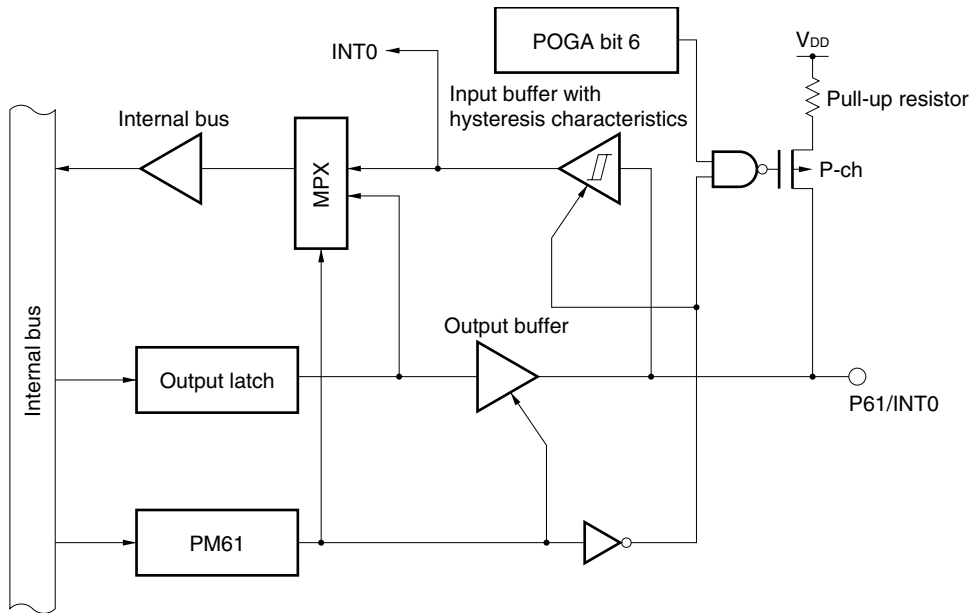 POGA bit 6
V_DD
INT0
Pull-up resistor
Input buffer with
hysteresis characteristics
Internal bus
MPX
P-ch
Internal bus
Output buffer
Output latch
P61/INT0
PM61